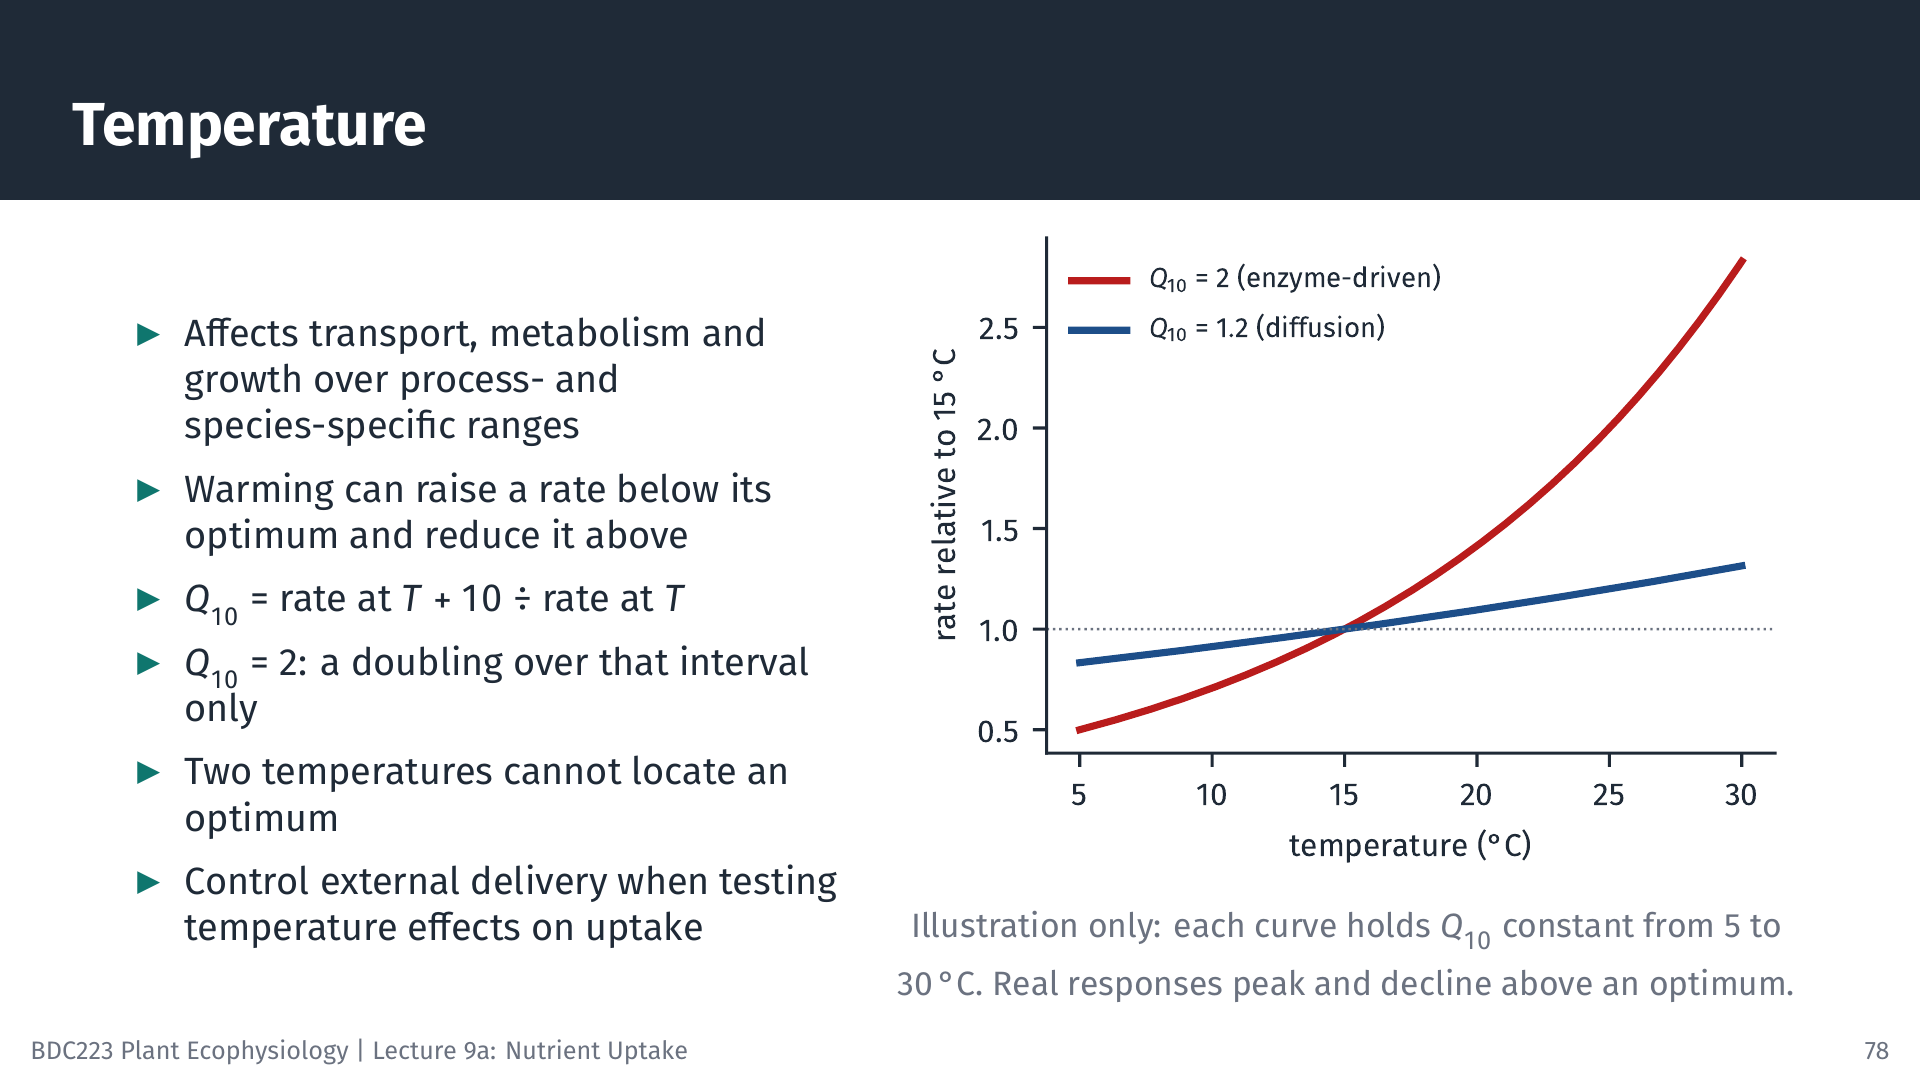 Temperature
► Affects transport, metabolism and
growth over process- and
species-specific ranges
► Warming can raise a rate below its
optimum and reduce it above
► Q10 = rate at T + 10 ÷ rate at T
► Q10 = 2: a doubling over that interval
only
► Two temperatures cannot locate an
optimum
► Control external delivery when testing
temperature effects on uptake
Q10 = 2 (enzyme-driven)
Q10 = 1.2 (diffusion)
rate relative to 15 °C
2.5
2.0
1.5
1.0
0.5
5 10 15 20 25 30
temperature (°C)
Illustration only: each curve holds Q10 constant from 5 to
30 °C. Real responses peak and decline above an optimum.
BDC223 Plant Ecophysiology | Lecture 9a: Nutrient Uptake
78